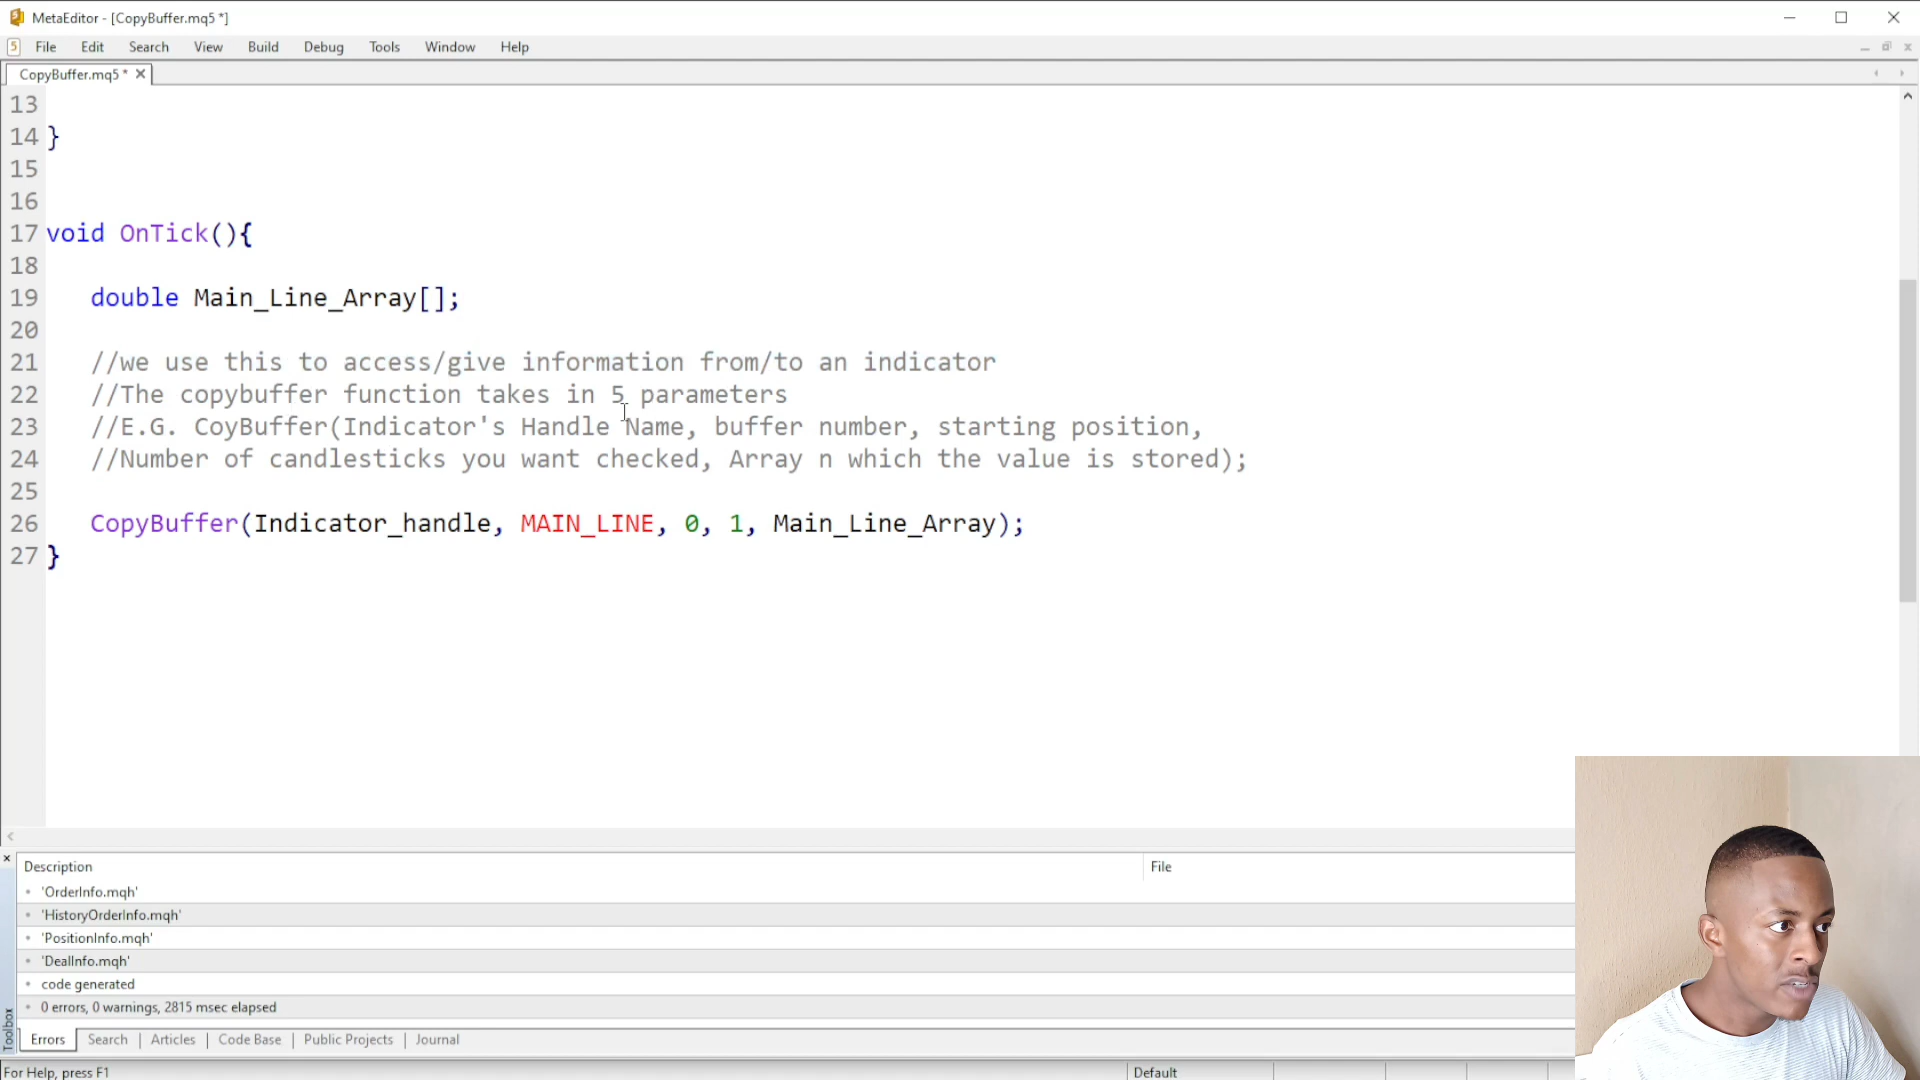 MetaEditor - [CopyBuffer.mq5 *]
5 File Edit Search View Build Debug Tools Window Help
CopyBuffer.mq5 *
13
14 }
15
16
17 void OnTick(){
18
19 double Main_Line_Array[];
20
21 //we use this to access/give information from/to an indicator
22 //The copybuffer function takes in 5 parameters
23 //E.G. CoyBuffer(Indicator's Handle Name, buffer number, starting position,
24 //Number of candlesticks you want checked, Array n which the value is stored);
25
26 CopyBuffer(Indicator_handle, MAIN_LINE, 0, 1, Main_Line_Array);
27 }
Description File
'OrderInfo.mqh'
'HistoryOrderInfo.mqh'
'PositionInfo.mqh'
'DealInfo.mqh'
code generated
0 errors, 0 warnings, 2815 msec elapsed
Toolbox
Errors Search Articles Code Base Public Projects Journal
For Help, press F1 Default